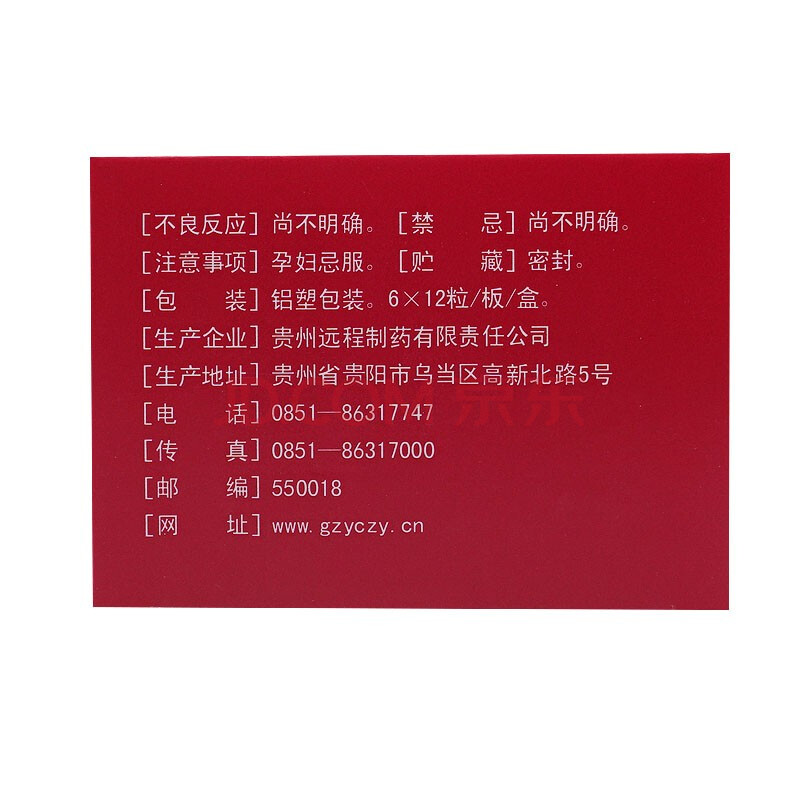 [不良反应] 尚不明确。 [禁 忌] 尚不明确。
[注意事项] 孕妇忌服。 [贮 藏] 密封。
[包 装] 铝塑包装。6×12粒/板/盒。
[生产企业] 贵州远程制药有限责任公司
[生产地址] 贵州省贵阳市乌当区高新北路5号
[电 话] 0851—86317747
[传 真] 0851—86317000
[邮 编] 550018
[网 址] www.gzyczy.cn
JD.COM 京东